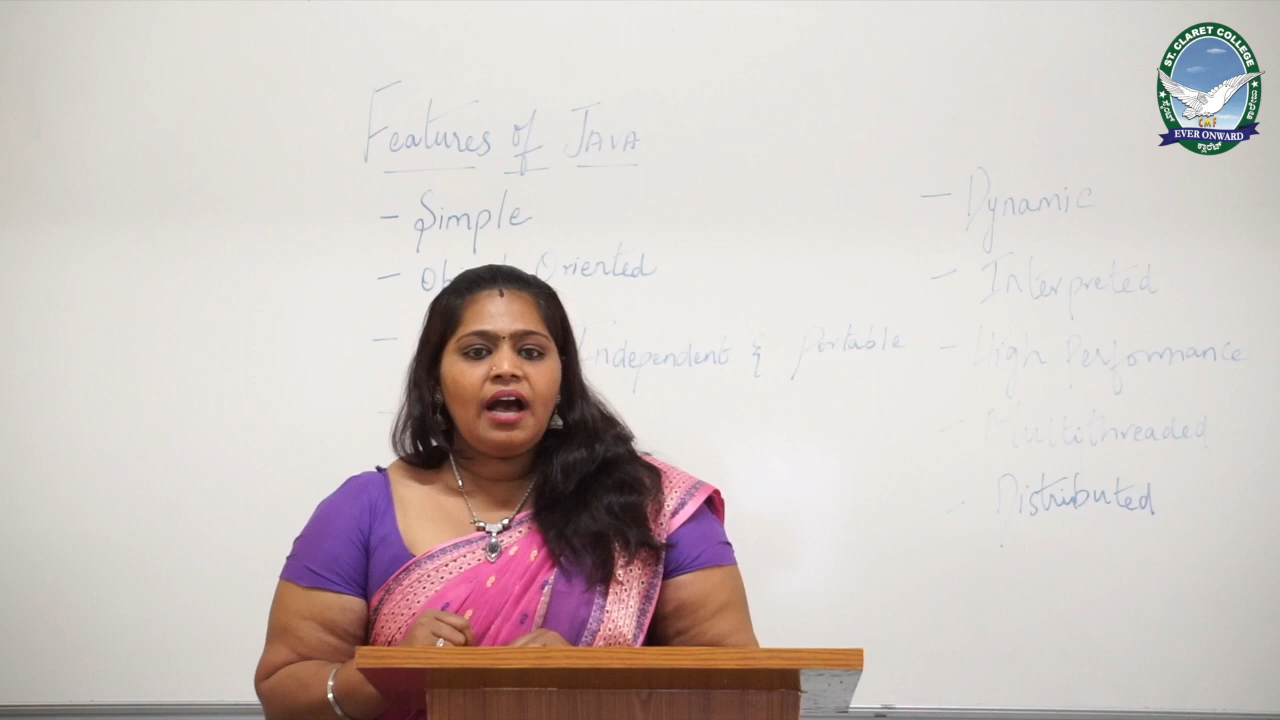 Features of JAVA
- Simple
- Ob Oriented
- Independent & Portable
-
- Dynamic
- Interpreted
- High Performance
- Multithreaded
- Distributed
ST. CLARET COLLEGE
CMF
EVER ONWARD
ಕ್ಲಾರೆಟ್